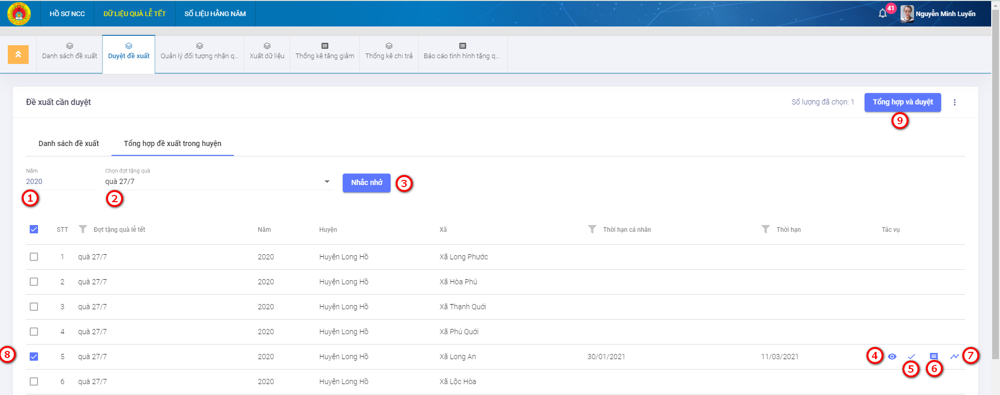 HỒ SƠ NCC DỮ LIỆU QUÀ LỄ TẾT SỐ LIỆU HẰNG NĂM 41 Nguyễn Minh Luyến
Danh sách đề xuất Duyệt đề xuất Quản lý đối tượng nhận q... Xuất dữ liệu Thống kê tăng giảm Thống kê chi trả Báo cáo tình hình tặng q...
Đề xuất cần duyệt Số lượng đã chọn: 1 Tổng hợp và duyệt
9
Danh sách đề xuất Tổng hợp đề xuất trong huyện
Năm Chọn đợt tặng quà
2020 quà 27/7 Nhắc nhở 3
1 2
STT Đợt tặng quà lễ tết Năm Huyện Xã Thời hạn cá nhân Thời hạn Tác vụ
1 quà 27/7 2020 Huyện Long Hồ Xã Long Phước
2 quà 27/7 2020 Huyện Long Hồ Xã Hòa Phú
3 quà 27/7 2020 Huyện Long Hồ Xã Thạnh Quới
4 quà 27/7 2020 Huyện Long Hồ Xã Phú Quới
8 5 quà 27/7 2020 Huyện Long Hồ Xã Long An 30/01/2021 11/03/2021 4 7
5 6
6 quà 27/7 2020 Huyện Long Hồ Xã Lộc Hòa